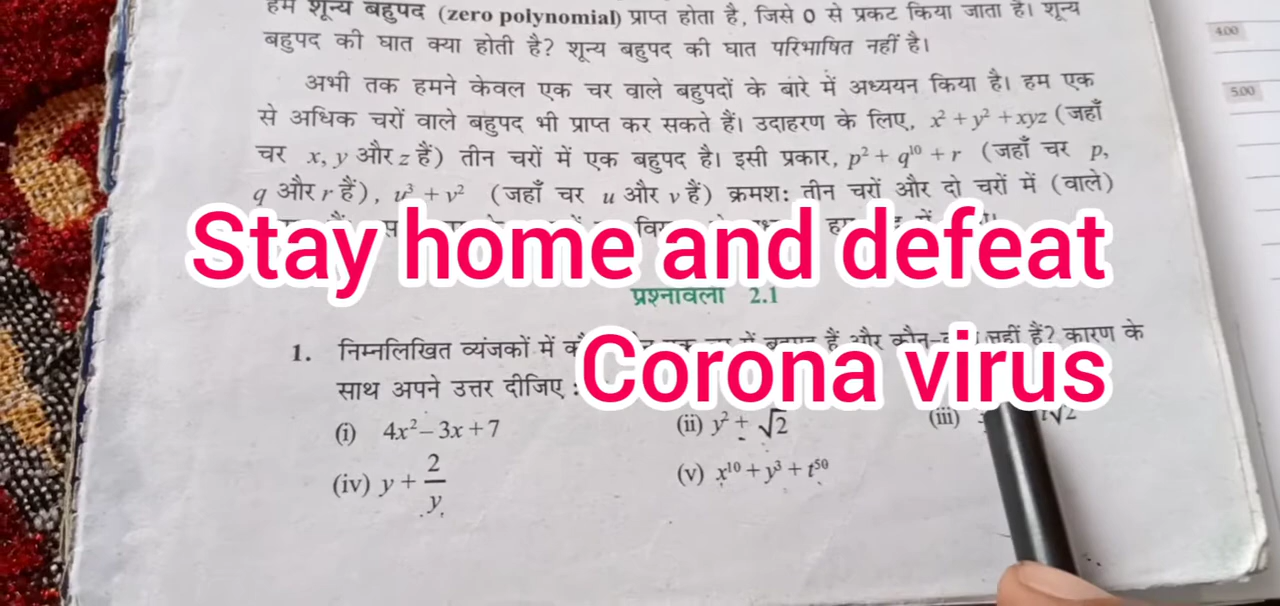 हम शून्य बहुपद (zero polynomial) प्राप्त होता है, जिसे 0 से प्रकट किया जाता है। शून्य
बहुपद की घात क्या होती है? शून्य बहुपद की घात परिभाषित नहीं है।
अभी तक हमने केवल एक चर वाले बहुपदों के बारे में अध्ययन किया है। हम एक
से अधिक चरों वाले बहुपद भी प्राप्त कर सकते हैं। उदाहरण के लिए, x² + y² + xyz (जहाँ
चर x, y और z हैं) तीन चरों में एक बहुपद है। इसी प्रकार, p² + q¹⁰ + r (जहाँ चर p,
q और r हैं), u³ + v² (जहाँ चर u और v हैं) क्रमशः तीन चरों और दो चरों में (वाले)
Stay home and defeat
प्रश्नावली 2.1
Corona virus
1. निम्नलिखित व्यंजकों में हैं और नहीं हैं? कारण के
साथ अपने उत्तर दीजिए :
(i) 4x² – 3x + 7 (ii) y² + √2 (iii) √2
(iv) y + 2/y (v) x¹⁰ + y³ + t⁵⁰
4.00
5.00